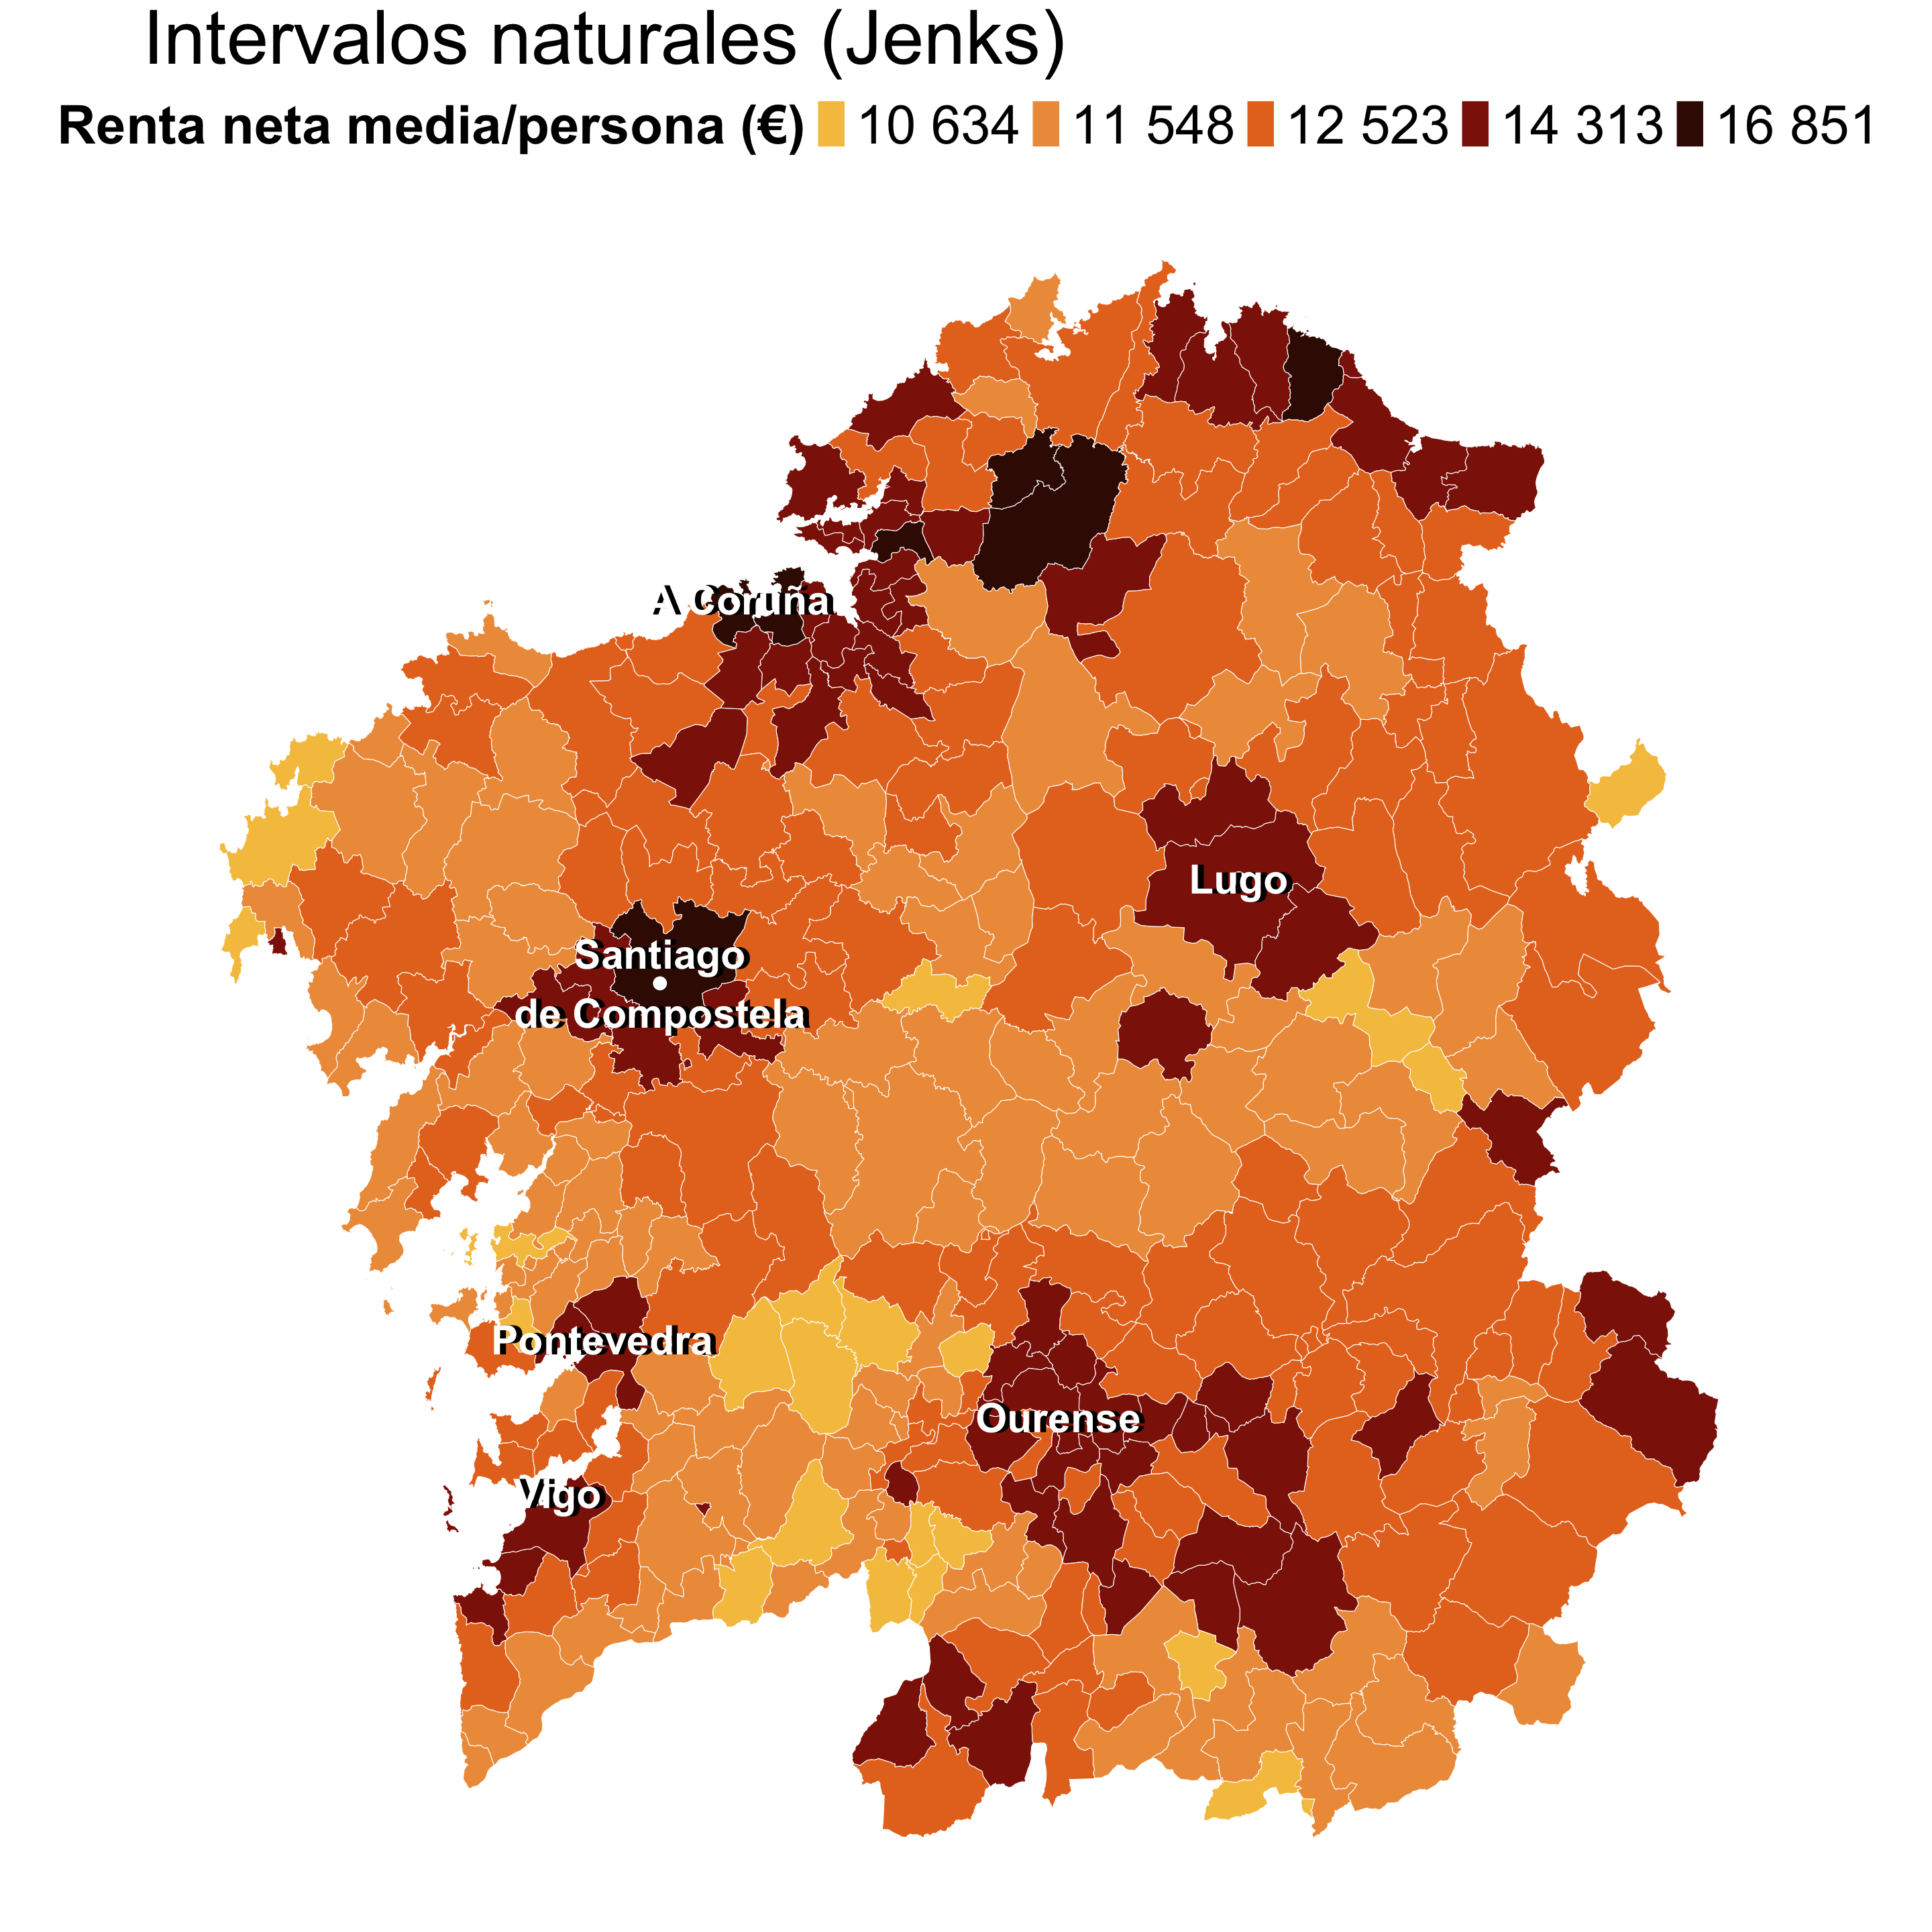 Intervalos naturales (Jenks)
Renta neta media/persona (€) 10 634 11 548 12 523 14 313 16 851
A Coruña
Lugo
Santiago
de Compostela
Pontevedra
Ourense
Vigo